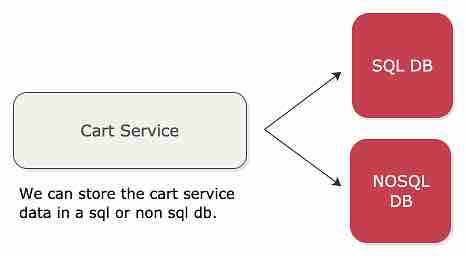 Cart Service
We can store the cart service
data in a sql or non sql db.
SQL DB
NOSQL
DB